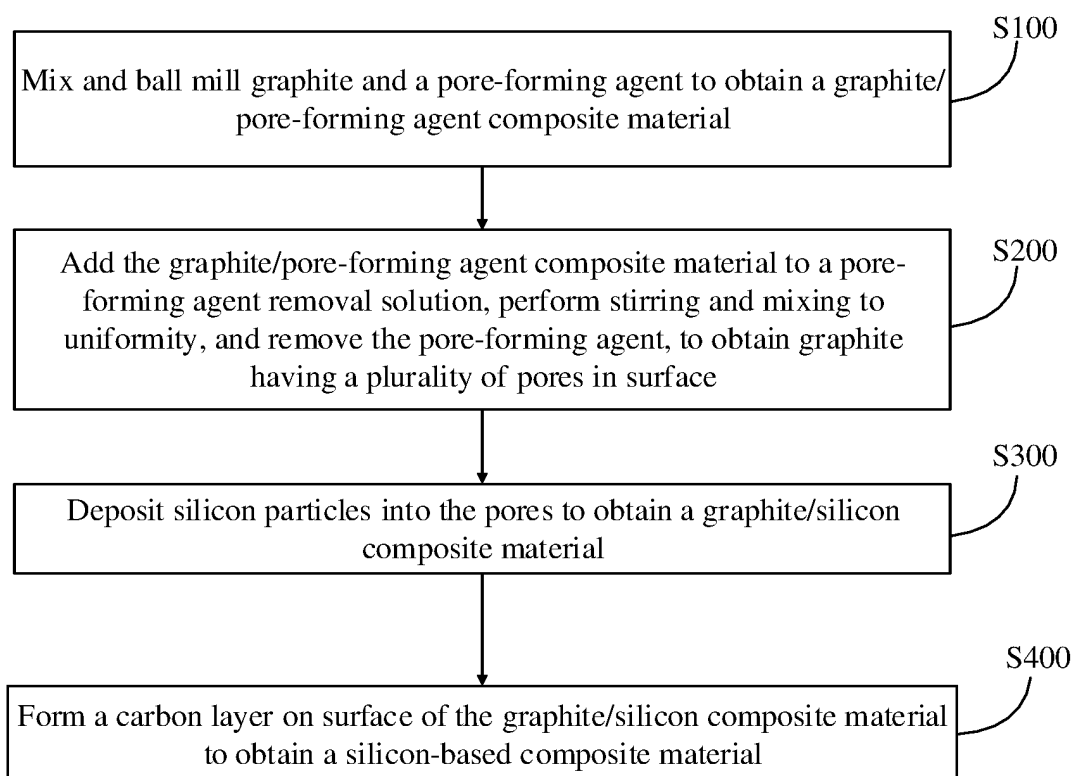 S100
Mix and ball mill graphite and a pore-forming agent to obtain a graphite/
pore-forming agent composite material
S200
Add the graphite/pore-forming agent composite material to a pore-
forming agent removal solution, perform stirring and mixing to
uniformity, and remove the pore-forming agent, to obtain graphite
having a plurality of pores in surface
S300
Deposit silicon particles into the pores to obtain a graphite/silicon
composite material
S400
Form a carbon layer on surface of the graphite/silicon composite material
to obtain a silicon-based composite material